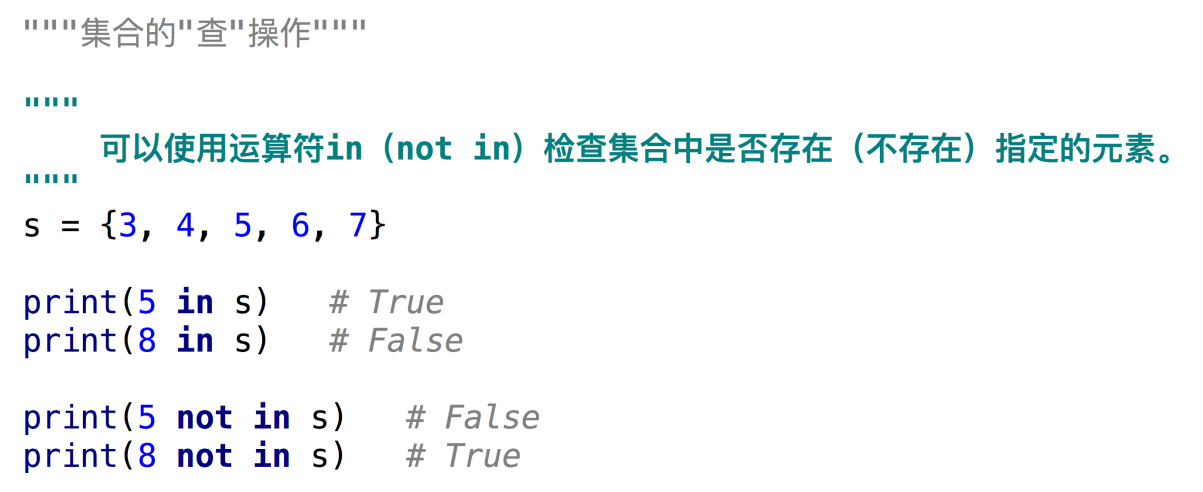 """集合的"查"操作"""
"""
可以使用运算符in（not in）检查集合中是否存在（不存在）指定的元素。
"""
s = {3, 4, 5, 6, 7}
print(5 in s)   # True
print(8 in s)   # False
print(5 not in s)   # False
print(8 not in s)   # True